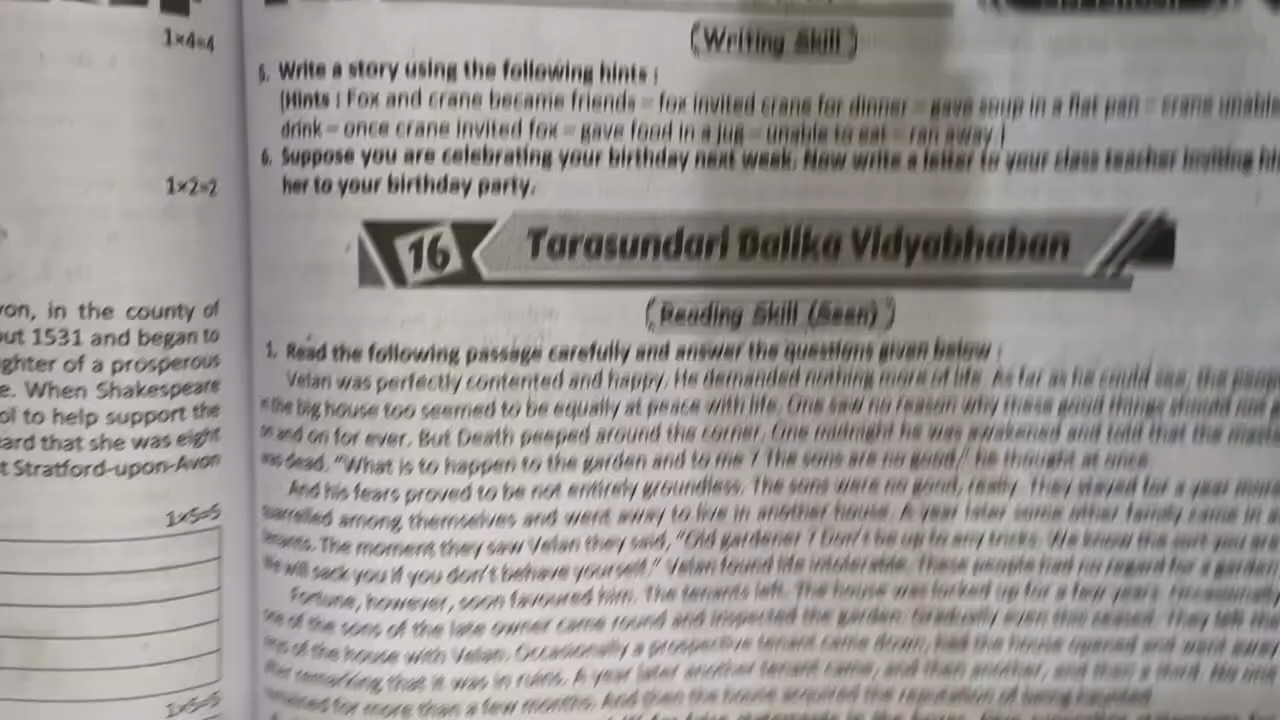 1×4=4
(Writing Skill)
5. Write a story using the following hints :
[Hints : Fox and crane became friends – fox invited crane for dinner – gave soup in a flat pan – crane unable
drink – once crane invited fox – gave food in a jug – unable to eat – ran away.]
6. Suppose you are celebrating your birthday next week. Now write a letter to your class teacher inviting
her to your birthday party.
1×2=2
16 Tarasundari Balika Vidyabhaban
(Reading Skill (Seen))
1. Read the following passage carefully and answer the questions given below :
Velan was perfectly contented and happy. He demanded nothing more of life. As far as he could see, the
the big house too seemed to be equally at peace with life. One saw no reason why these good things should not
and on for ever. But Death peeped around the corner. One midnight he was awakened and told that the
was dead. "What is to happen to the garden and to me ? The sons are no good," he thought at once.
And his fears proved to be not entirely groundless. The sons were no good, really. They stayed for a year more
quarrelled among themselves and went away to live in another house. A year later some other family came in
The moment they saw Velan they said, "Old gardener ? Don't be up to any tricks. We know the sort you are
will sack you if you don't behave yourself." Velan found life intolerable. These people had no regard for a garden
Fortune, however, soon favoured him. The tenants left. The house was locked up for a few years. Occasionally
of the sons of the late owner came round and inspected the garden. Gradually even this ceased. They left the
of the house with Velan. Occasionally a prospective tenant came down, had the house opened and went away
that it was in ruins. A year later another tenant came, and then another, and then a third. No one
for more than a few months. And then the house acquired the reputation of being haunted.
von, in the county of
out 1531 and began to
ghter of a prosperous
e. When Shakespeare
ol to help support the
eard that she was eight
t Stratford-upon-Avon
1×5=5
1×5=5